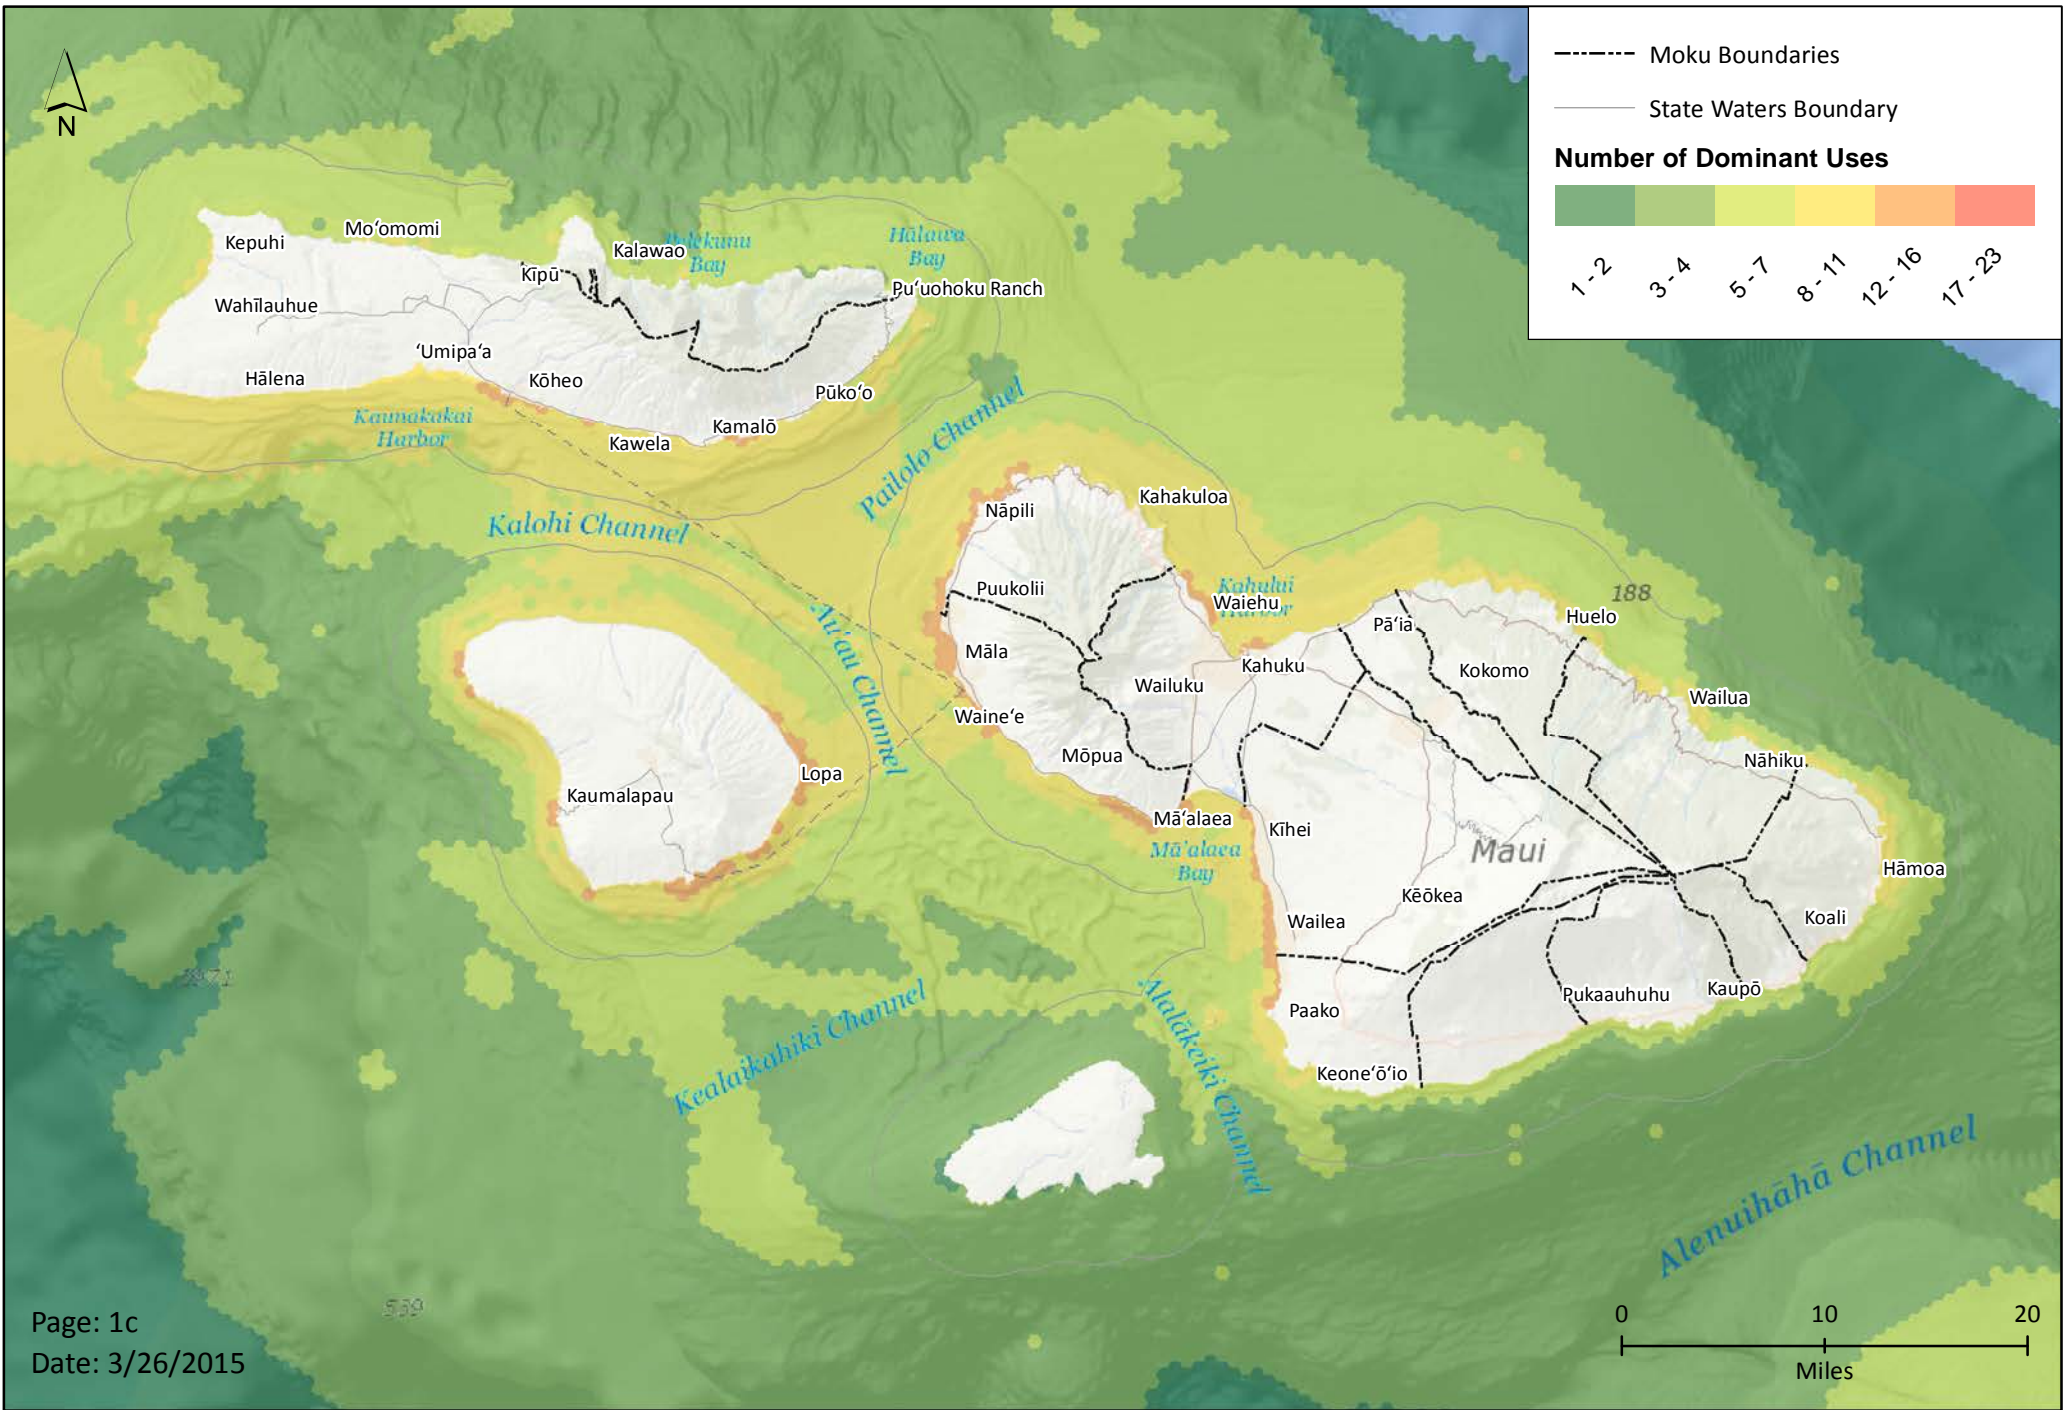 N
Moku Boundaries
State Waters Boundary
Number of Dominant Uses
1 - 2
3 - 4
5 - 7
8 - 11
12 - 16
17 - 23
Kepuhi
Moʻomomi
Kalawao
Pelekunu
Bay
Hālawa
Bay
Kīpū
Puʻuohoku Ranch
Wahīlauhue
ʻUmipaʻa
Hālena
Kōheo
Pūkoʻo
Kaunakakai
Harbor
Kamalō
Kawela
Pailolo Channel
Kalohi Channel
Nāpili
Kahakuloa
Puukolii
Kahului
Harbor
Waiehu
188
Huelo
Pāʻia
Māla
Kahuku
Kokomo
Wailuku
Auʻau Channel
Waineʻe
Wailua
Mōpua
Nāhiku
Lopa
Kaumalapau
Māʻalaea
Kīhei
Māʻalaea
Bay
Maui
Hāmoa
Kēōkea
Wailea
Koali
Kaupō
Pukaauhuhu
Paako
Kealaikahiki Channel
Alalākeiki Channel
Keoneʻōʻio
Alenuihāhā Channel
559
Page: 1c
Date: 3/26/2015
0 10 20
Miles